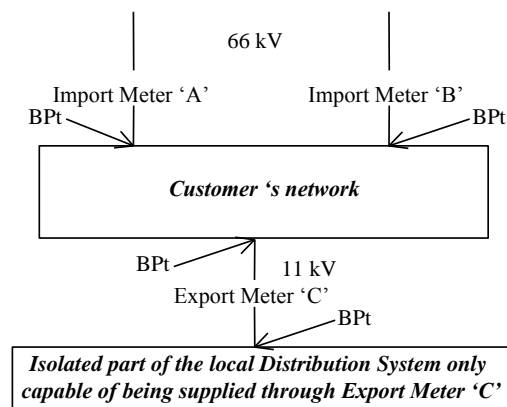 66 kV
Import Meter ‘A’
Import Meter ‘B’
BPt
BPt
Customer ‘s network
BPt
11 kV
Export Meter ‘C’
BPt
Isolated part of the local Distribution System only
capable of being supplied through Export Meter ‘C’